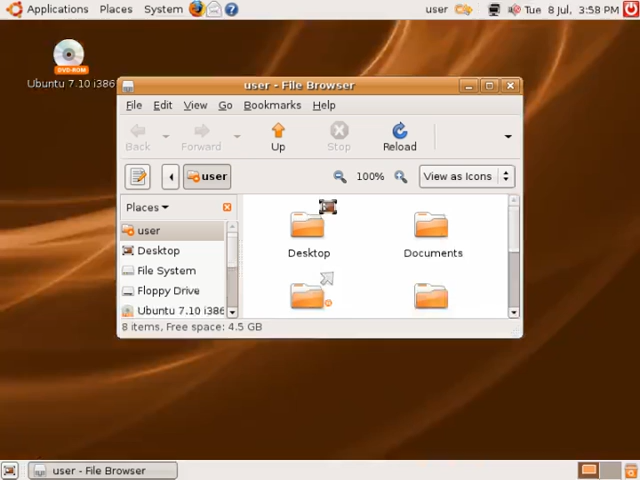 Applications Places System user Tue 8 Jul, 3:58 PM
DVD-ROM
Ubuntu 7.10 i386
user - File Browser
File Edit View Go Bookmarks Help
Back Forward Up Stop Reload
user 100% View as Icons
Places
user
Desktop
File System
Floppy Drive
Ubuntu 7.10 i386
Desktop Documents
8 items, Free space: 4.5 GB
user - File Browser